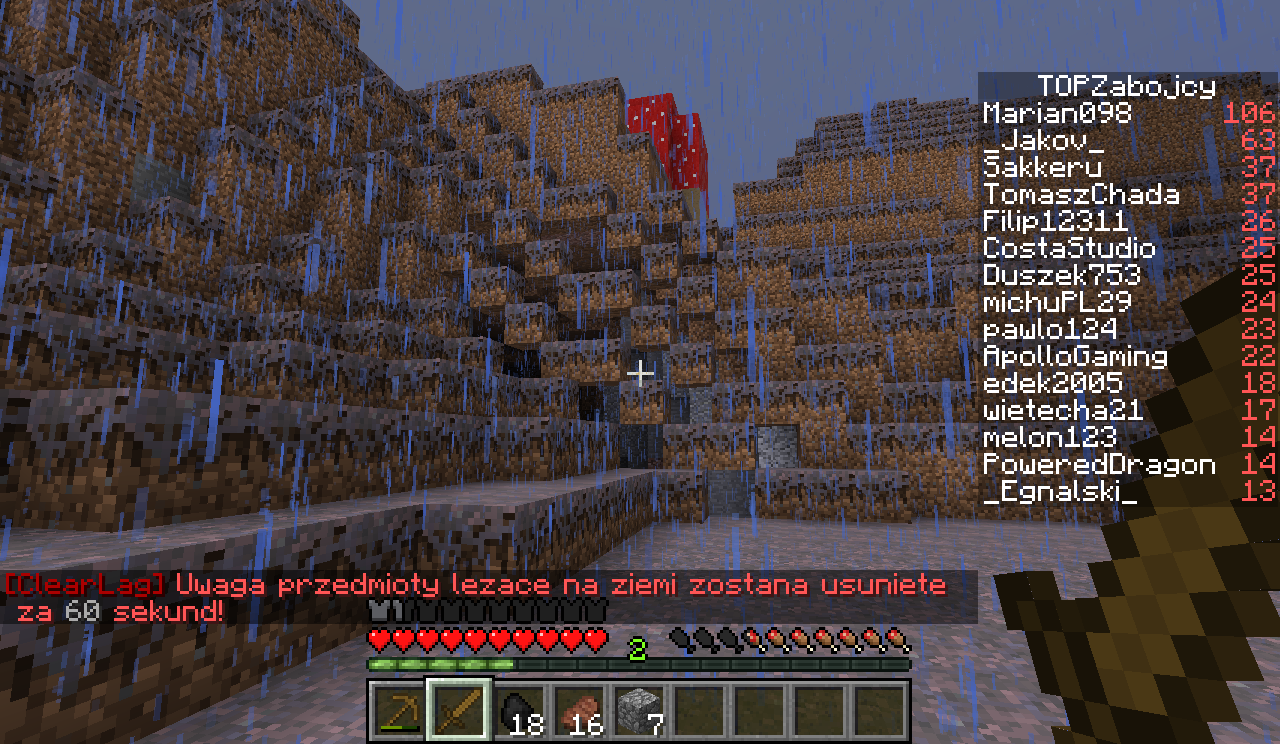 TOPZabojcy
Marian098 106
_Jakov_ 63
Sakkeru 37
TomaszChada 37
Filip12311 26
CostaStudio 25
Duszek753 25
michuPL29 24
pawlo124 23
ApolloGaming 22
edek2005 18
wietecha21 17
melon123 14
PoweredDragon 14
_Egnalski_ 13
[ClearLag] Uwaga przedmioty lezace na ziemi zostana usuniete
za 60 sekund!
2
18 16 7